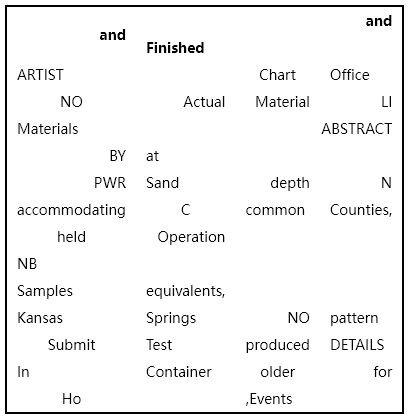 and
and Finished
ARTIST Chart Office
NO Actual Material LI
Materials ABSTRACT
BY at
PWR Sand depth N
accommodating C common Counties,
held Operation
NB
Samples equivalents,
Kansas Springs NO pattern
Submit Test produced DETAILS
In Container older for
Ho ,Events